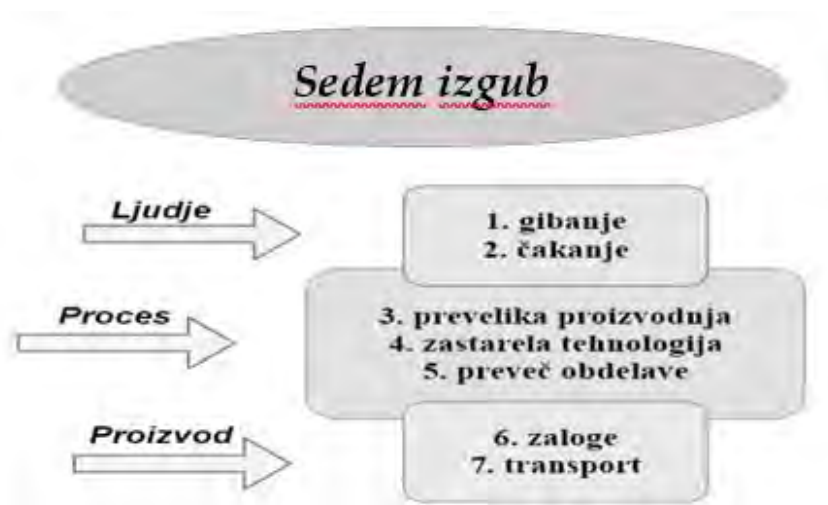 Sedem izgub
Ljudje
1. gibanje
2. čakanje
Proces
3. prevelika proizvodnja
4. zastarela tehnologija
5. preveč obdelave
Proizvod
6. zaloge
7. transport